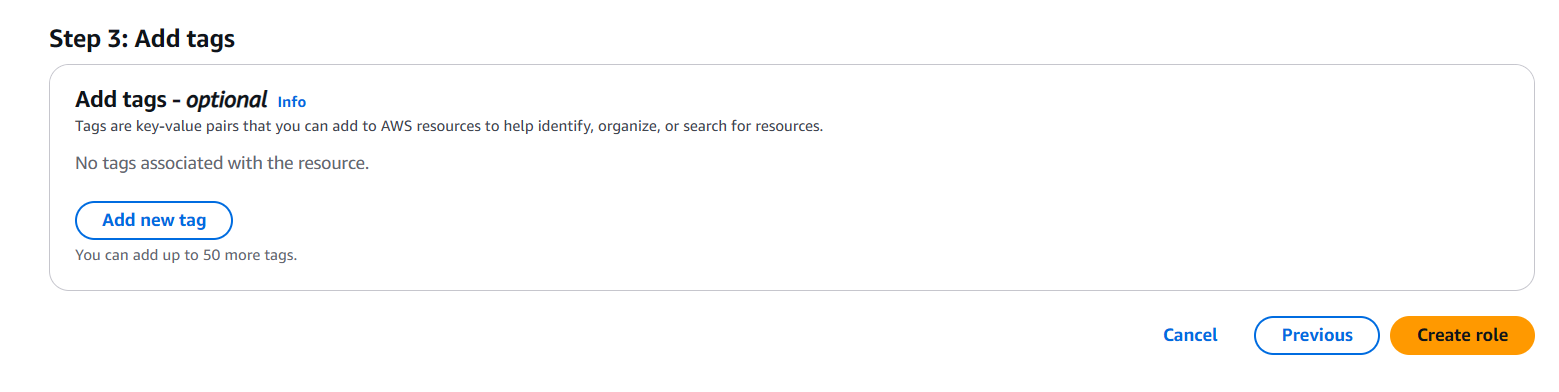 Step 3: Add tags
Add tags - optional Info
Tags are key-value pairs that you can add to AWS resources to help identify, organize, or search for resources.
No tags associated with the resource.
Add new tag
You can add up to 50 more tags.
Cancel Previous Create role